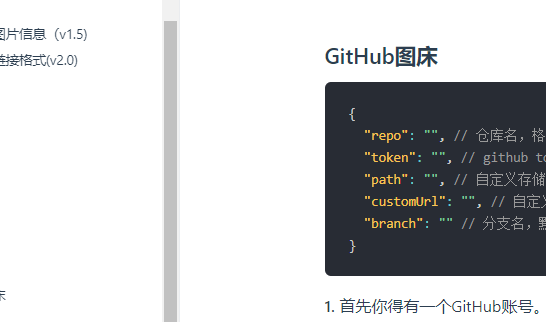 图片信息（v1.5)
链接格式(v2.0)
床
GitHub图床
{
"repo": "", // 仓库名，格
"token": "", // github to
"path": "", // 自定义存储
"customUrl": "", // 自定义
"branch": "" // 分支名，默
}
1. 首先你得有一个GitHub账号。